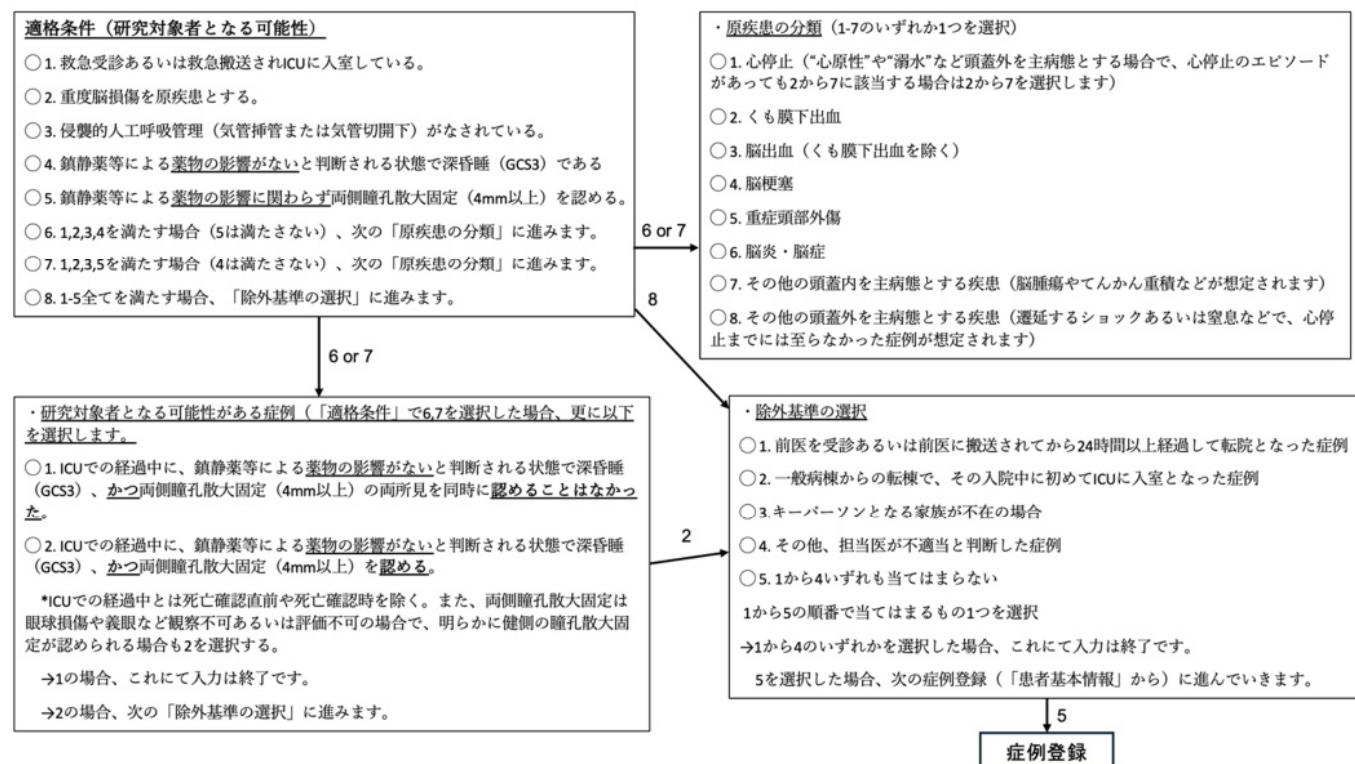 適格条件（研究対象者となる可能性）
○1. 救急受診あるいは救急搬送されICUに入室している。
○2. 重度脳損傷を原疾患とする。
○3. 侵襲的人工呼吸管理（気管挿管または気管切開下）がなされている。
○4. 鎮静薬等による薬物の影響がないと判断される状態で深昏睡（GCS3）である
○5. 鎮静薬等による薬物の影響に関わらず両側瞳孔散大固定（4mm以上）を認める。
○6. 1,2,3,4を満たす場合（5は満たさない）、次の「原疾患の分類」に進みます。
○7. 1,2,3,5を満たす場合（4は満たさない）、次の「原疾患の分類」に進みます。
○8. 1-5全てを満たす場合、「除外基準の選択」に進みます。
6 or 7
8
6 or 7
・原疾患の分類（1-7のいずれか1つを選択）
○1. 心停止（“心原性”や“溺水”など頭蓋外を主病態とする場合で、心停止のエピソード
があっても2から7に該当する場合は2から7を選択します）
○2. くも膜下出血
○3. 脳出血（くも膜下出血を除く）
○4. 脳梗塞
○5. 重症頭部外傷
○6. 脳炎・脳症
○7. その他の頭蓋内を主病態とする疾患（脳腫瘍やてんかん重積などが想定されます）
○8. その他の頭蓋外を主病態とする疾患（遷延するショックあるいは窒息などで、心停
止までには至らなかった症例が想定されます）
・研究対象者となる可能性がある症例（「適格条件」で6,7を選択した場合、更に以下
を選択します。
○1. ICUでの経過中に、鎮静薬等による薬物の影響がないと判断される状態で深昏睡
（GCS3）、かつ両側瞳孔散大固定（4mm以上）の両所見を同時に認めることはなかっ
た。
○2. ICUでの経過中に、鎮静薬等による薬物の影響がないと判断される状態で深昏睡
（GCS3）、かつ両側瞳孔散大固定（4mm以上）を認める。
*ICUでの経過中とは死亡確認直前や死亡確認時を除く。また、両側瞳孔散大固定は
眼球損傷や義眼など観察不可あるいは評価不可の場合で、明らかに健側の瞳孔散大固
定が認められる場合も2を選択する。
→1の場合、これにて入力は終了です。
→2の場合、次の「除外基準の選択」に進みます。
2
・除外基準の選択
○1. 前医を受診あるいは前医に搬送されてから24時間以上経過して転院となった症例
○2. 一般病棟からの転棟で、その入院中に初めてICUに入室となった症例
○3.キーパーソンとなる家族が不在の場合
○4. その他、担当医が不適当と判断した症例
○5. 1から4いずれも当てはまらない
1から5の順番で当てはまるもの1つを選択
→1から4のいずれかを選択した場合、これにて入力は終了です。
5を選択した場合、次の症例登録（「患者基本情報」から）に進んでいきます。
5
症例登録